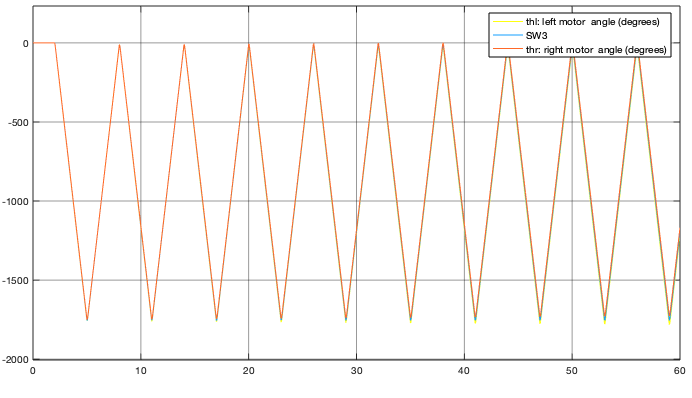 thl: left motor angle (degrees)
SW3
thr: right motor angle (degrees)
0
-500
-1000
-1500
-2000
0 10 20 30 40 50 60